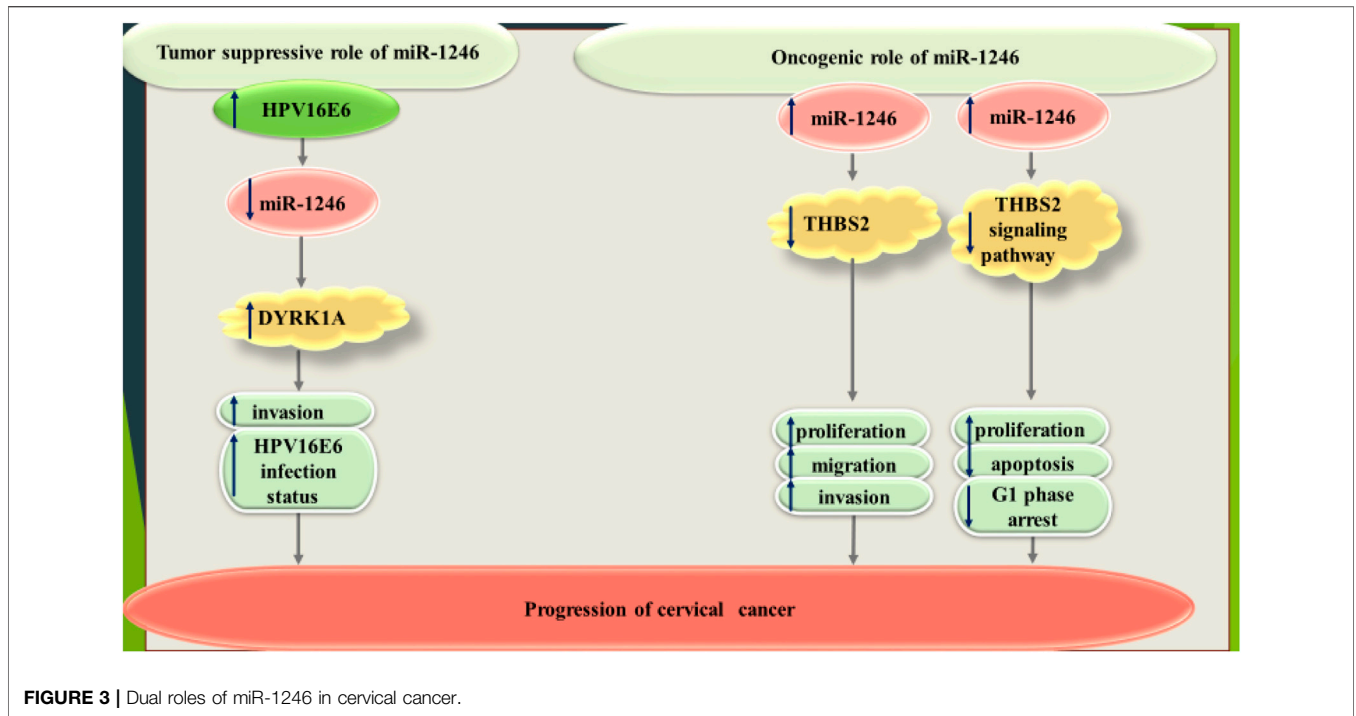 Tumor suppressive role of miR-1246
HPV16E6
miR-1246
DYRK1A
invasion
HPV16E6
infection
status
Oncogenic role of miR-1246
miR-1246
THBS2
proliferation
migration
invasion
miR-1246
THBS2
signaling
pathway
proliferation
apoptosis
G1 phase
arrest
Progression of cervical cancer
FIGURE 3 | Dual roles of miR-1246 in cervical cancer.